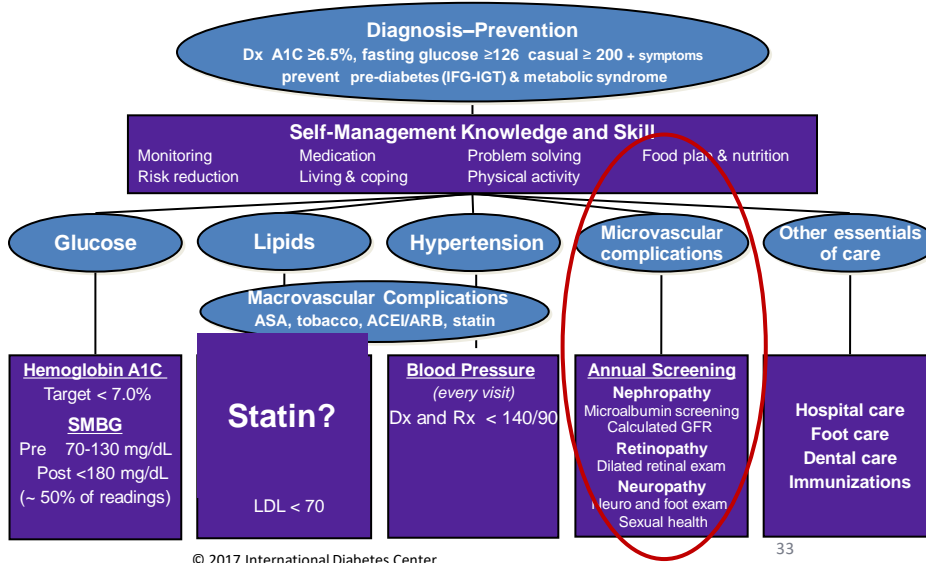 Diagnosis–Prevention
Dx A1C ≥6.5%, fasting glucose ≥126 casual ≥ 200 + symptoms
prevent pre-diabetes (IFG-IGT) & metabolic syndrome
Self-Management Knowledge and Skill
Monitoring Medication Problem solving Food plan & nutrition
Risk reduction Living & coping Physical activity
Glucose
Lipids
Hypertension
Microvascular
complications
Other essentials
of care
Macrovascular Complications
ASA, tobacco, ACEI/ARB, statin
Hemoglobin A1C
Target < 7.0%
SMBG
Pre 70-130 mg/dL
Post <180 mg/dL
(~ 50% of readings)
Statin?
LDL < 70
Blood Pressure
(every visit)
Dx and Rx < 140/90
Annual Screening
Nephropathy
Microalbumin screening
Calculated GFR
Retinopathy
Dilated retinal exam
Neuropathy
Neuro and foot exam
Sexual health
Hospital care
Foot care
Dental care
Immunizations
© 2017 International Diabetes Center
33